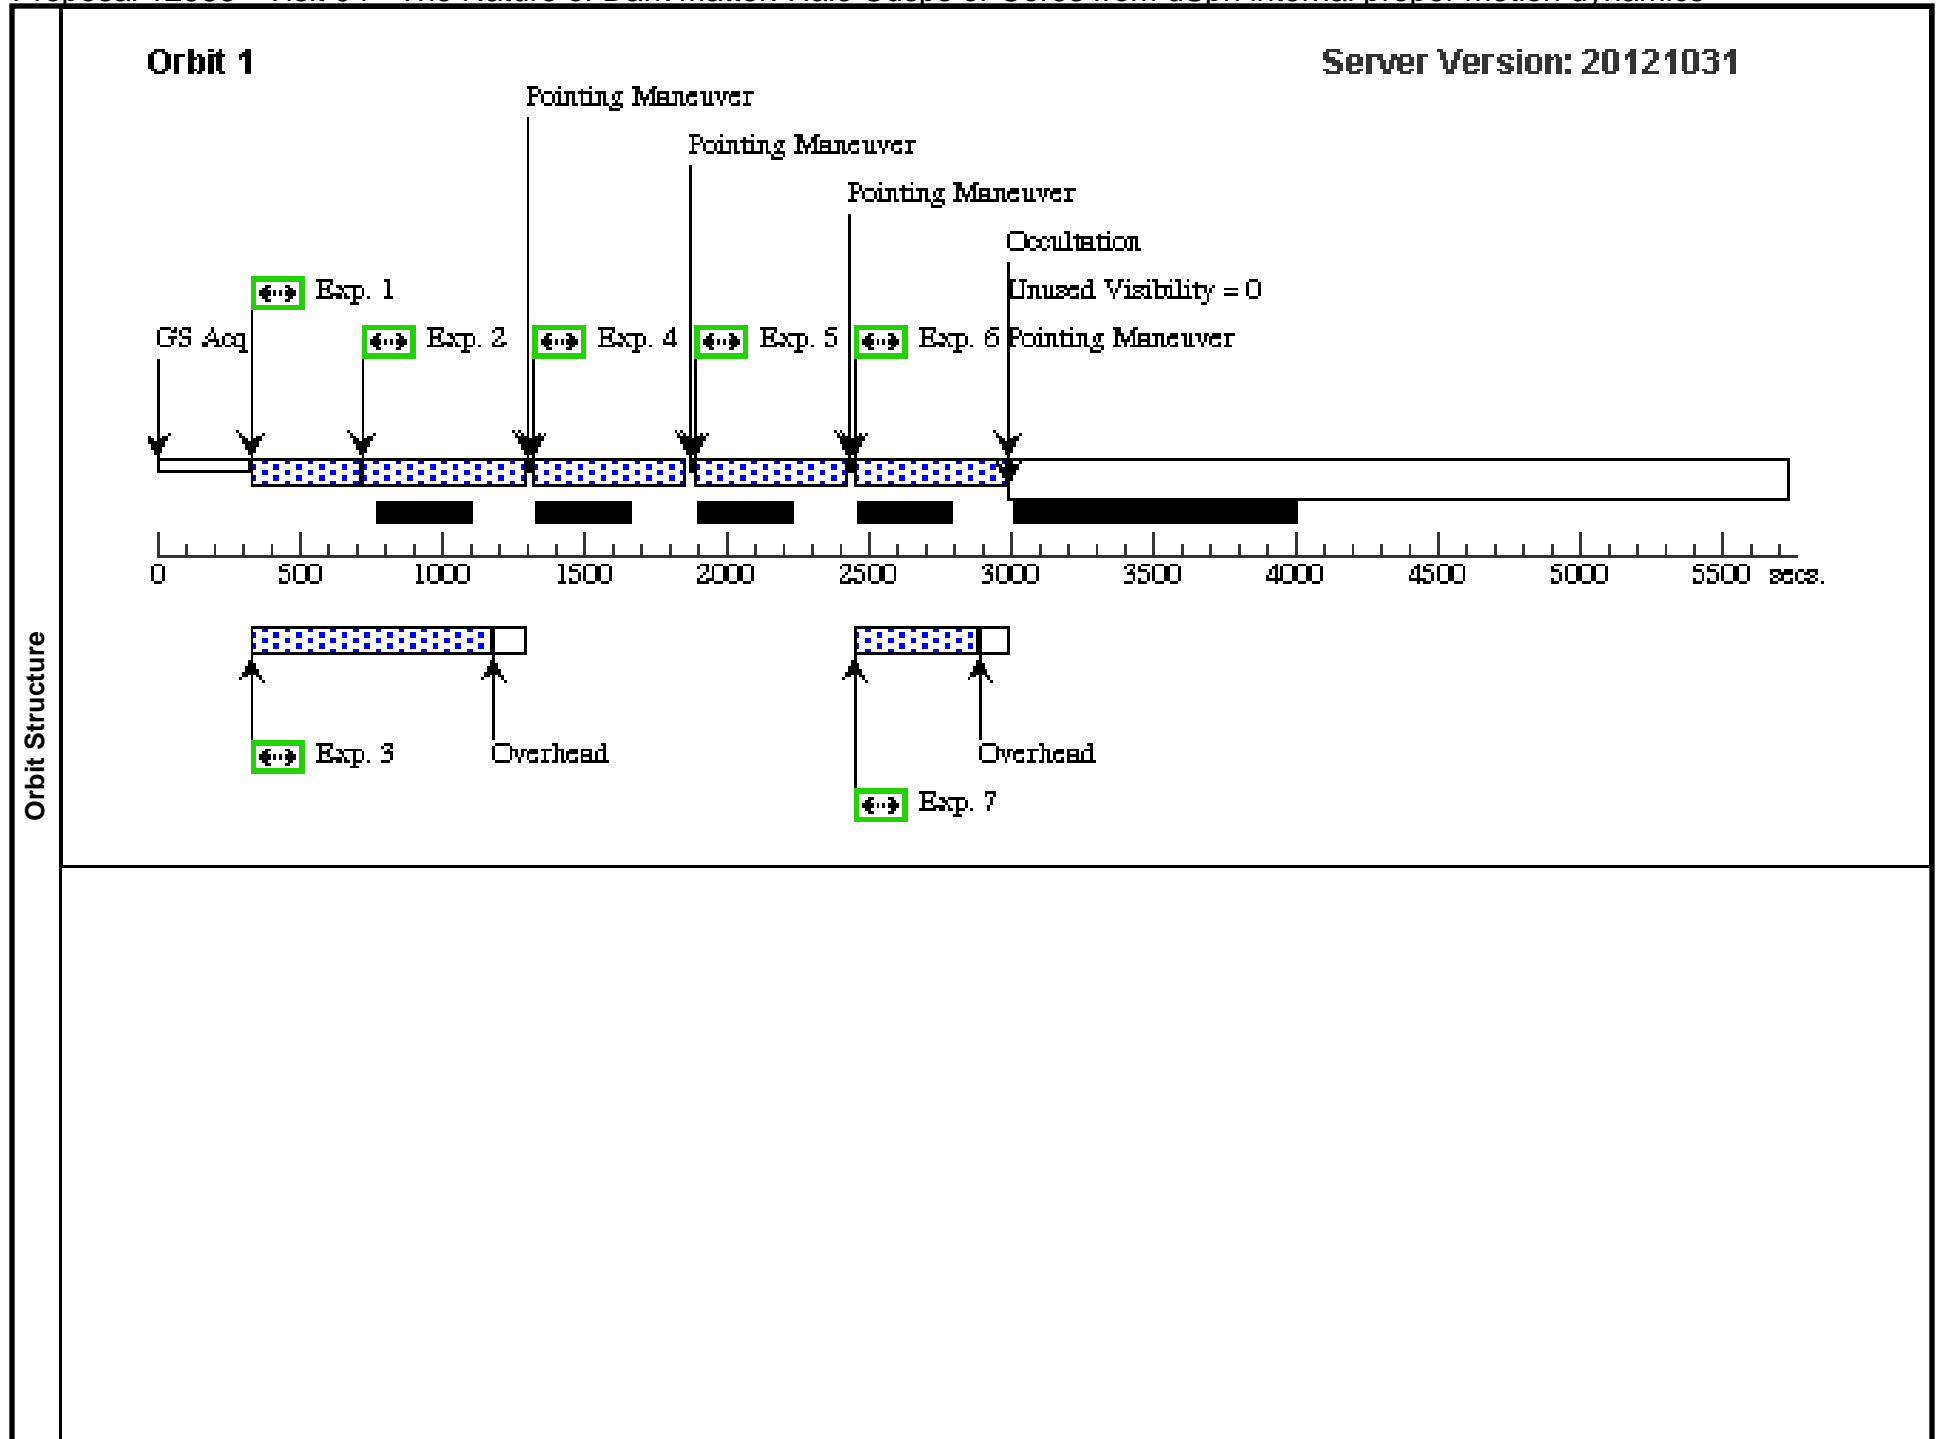 Orbit 1
Server Version: 20121031
Pointing Maneuver
Pointing Maneuver
Pointing Maneuver
Occultation
Exp. 1
Unused Visibility = 0
GS Acq
Exp. 2
Exp. 4
Exp. 5
Exp. 6
Pointing Maneuver
0 500 1000 1500 2000 2500 3000 3500 4000 4500 5000 5500 secs.
Exp. 3
Overhead
Overhead
Exp. 7
Orbit Structure